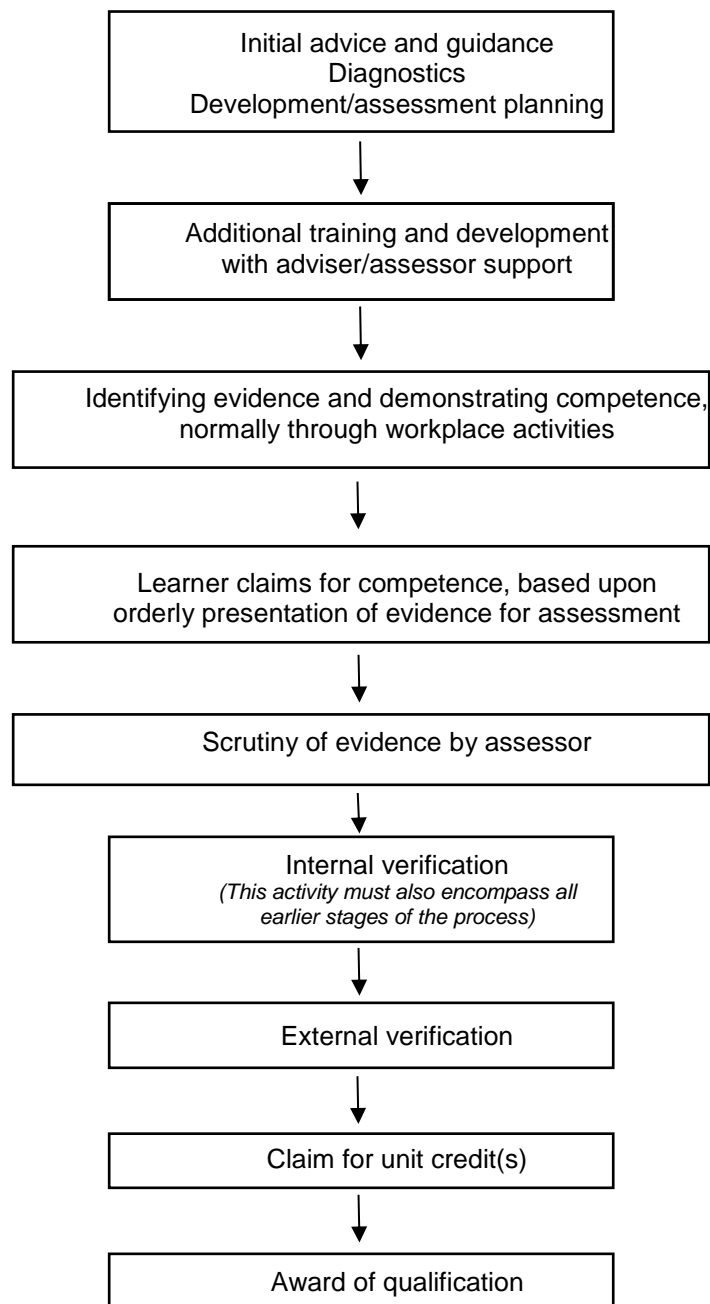 Initial advice and guidance
Diagnostics
Development/assessment planning
Additional training and development
with adviser/assessor support
Identifying evidence and demonstrating competence,
normally through workplace activities
Learner claims for competence, based upon
orderly presentation of evidence for assessment
Scrutiny of evidence by assessor
Internal verification
(This activity must also encompass all
earlier stages of the process)
External verification
Claim for unit credit(s)
Award of qualification